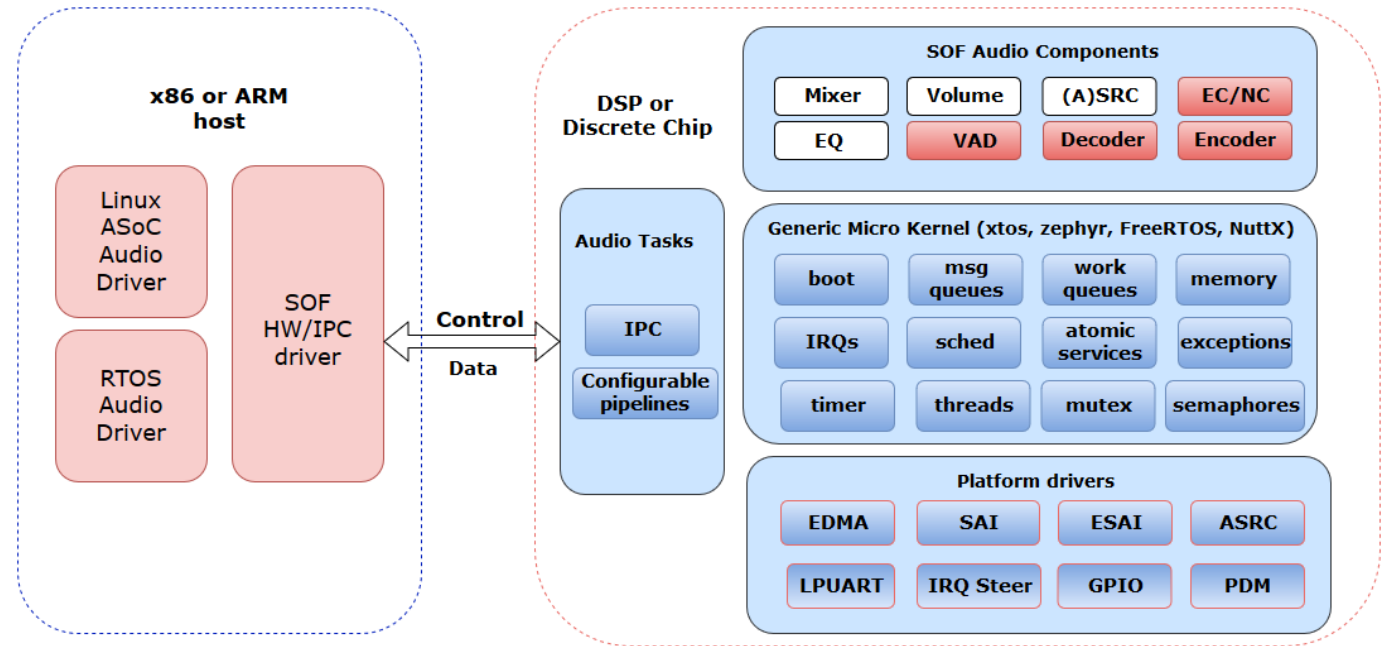 x86 or ARM
host
Linux
ASoC
Audio
Driver
RTOS
Audio
Driver
SOF
HW/IPC
driver
Control
Data
DSP or
Discrete Chip
Audio Tasks
IPC
Configurable
pipelines
SOF Audio Components
Mixer
Volume
(A)SRC
EC/NC
EQ
VAD
Decoder
Encoder
Generic Micro Kernel (xtos, zephyr, FreeRTOS, NuttX)
boot
msg
queues
work
queues
memory
IRQs
sched
atomic
services
exceptions
timer
threads
mutex
semaphores
Platform drivers
EDMA
SAI
ESAI
ASRC
LPUART
IRQ Steer
GPIO
PDM